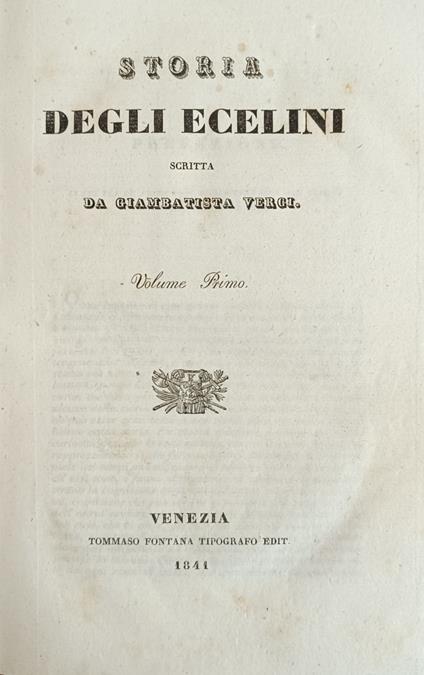 STORIA
DEGLI ECELINI
SCRITTA
DA GIAMBATISTA VERCI.
Volume Primo.
VENEZIA
TOMMASO FONTANA TIPOGRAFO EDIT.
1841